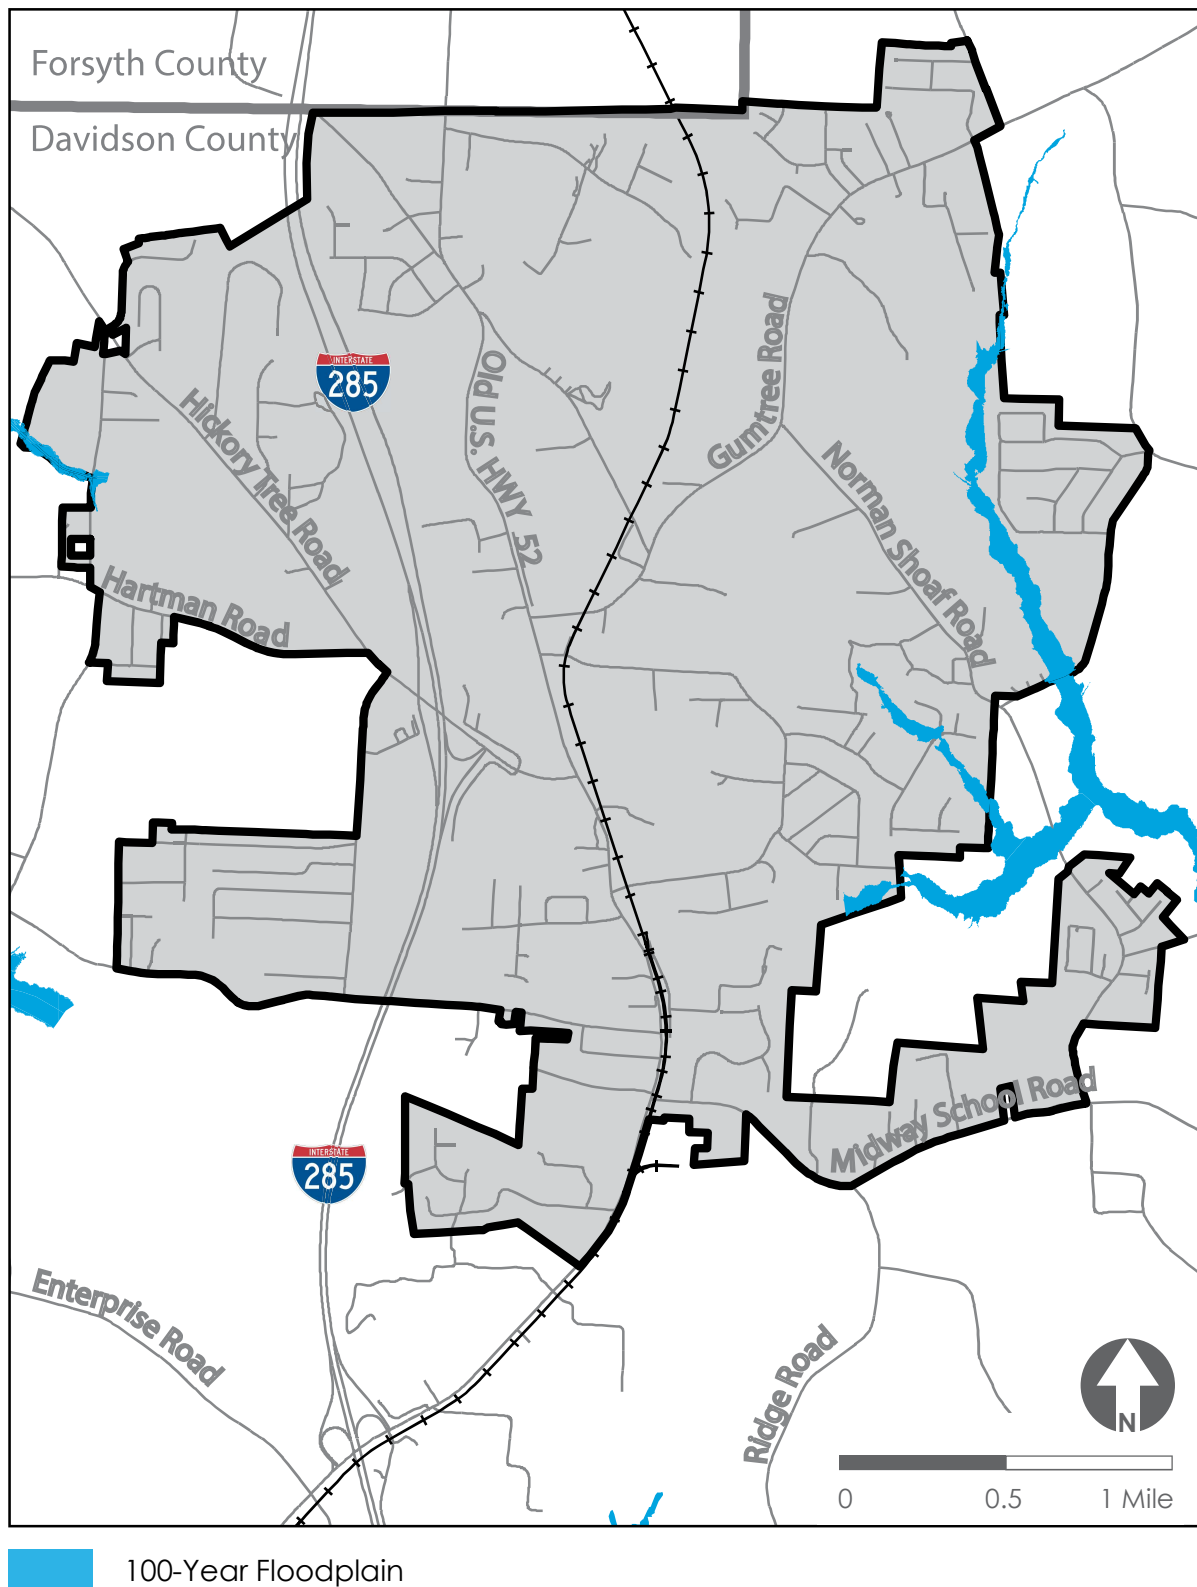 Forsyth County
Davidson County
INTERSTATE
285
Old U.S. HWY 52
Gumtree Road
Hickory Tree Road
Norman Shoaf Road
Hartman Road
Midway School Road
INTERSTATE
285
Enterprise Road
Ridge Road
N
0 0.5 1 Mile
100-Year Floodplain